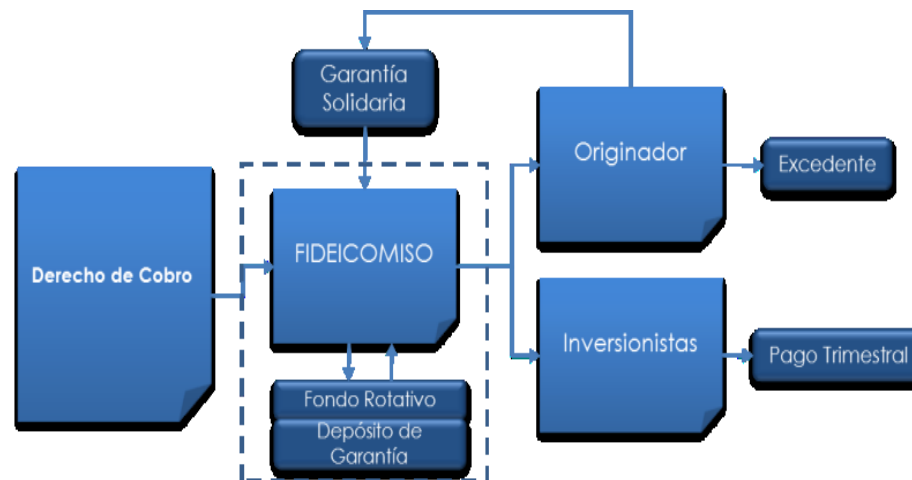 Garantía
Solidaria
Originador
Excedente
Derecho de Cobro
FIDEICOMISO
Inversionistas
Pago Trimestral
Fondo Rotativo
Depósito de
Garantía